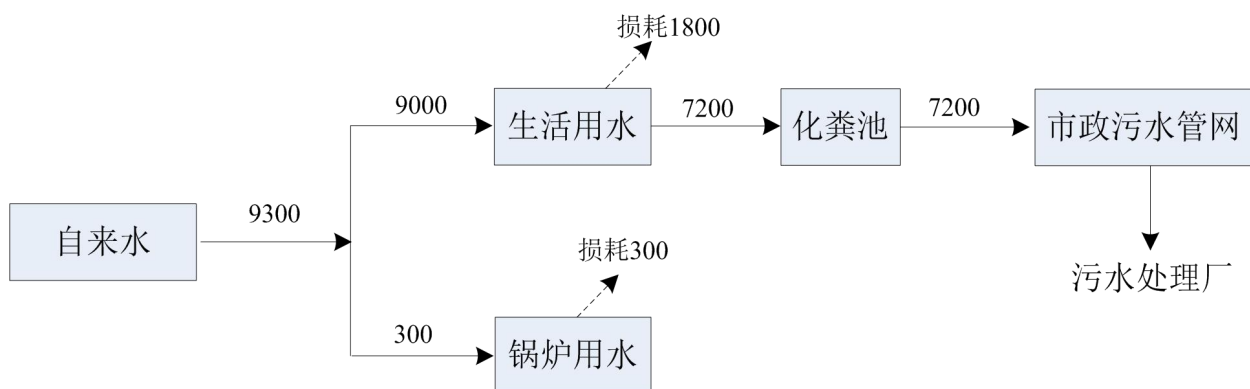 损耗1800
9000
生活用水
7200
化粪池
7200
市政污水管网
自来水
9300
损耗300
污水处理厂
300
锅炉用水